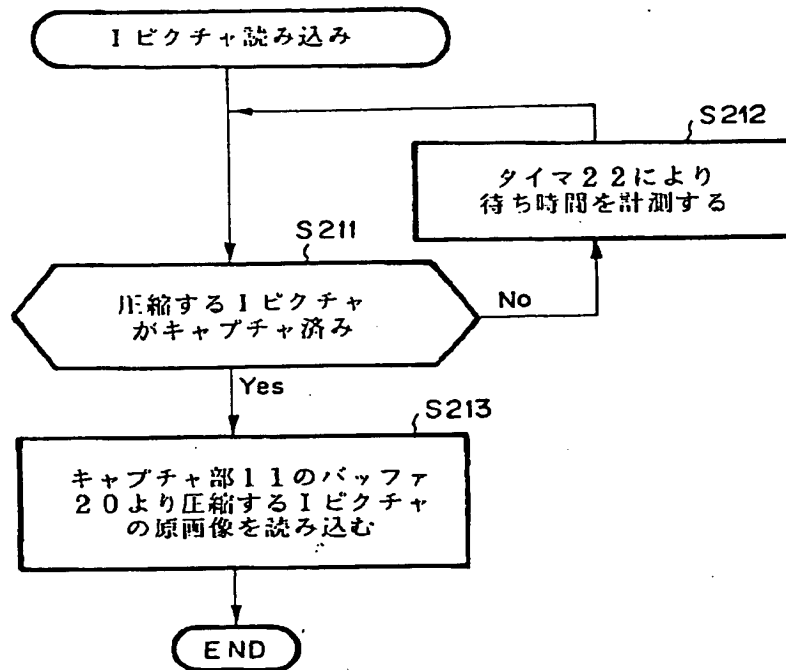 Ⅰピクチャ読み込み
S212
タイマ22により
待ち時間を計測する
S211
圧縮するⅠピクチャ
がキャプチャ済み
No
Yes
S213
キャプチャ部11のバッファ
20より圧縮するⅠピクチャ
の原画像を読み込む
END